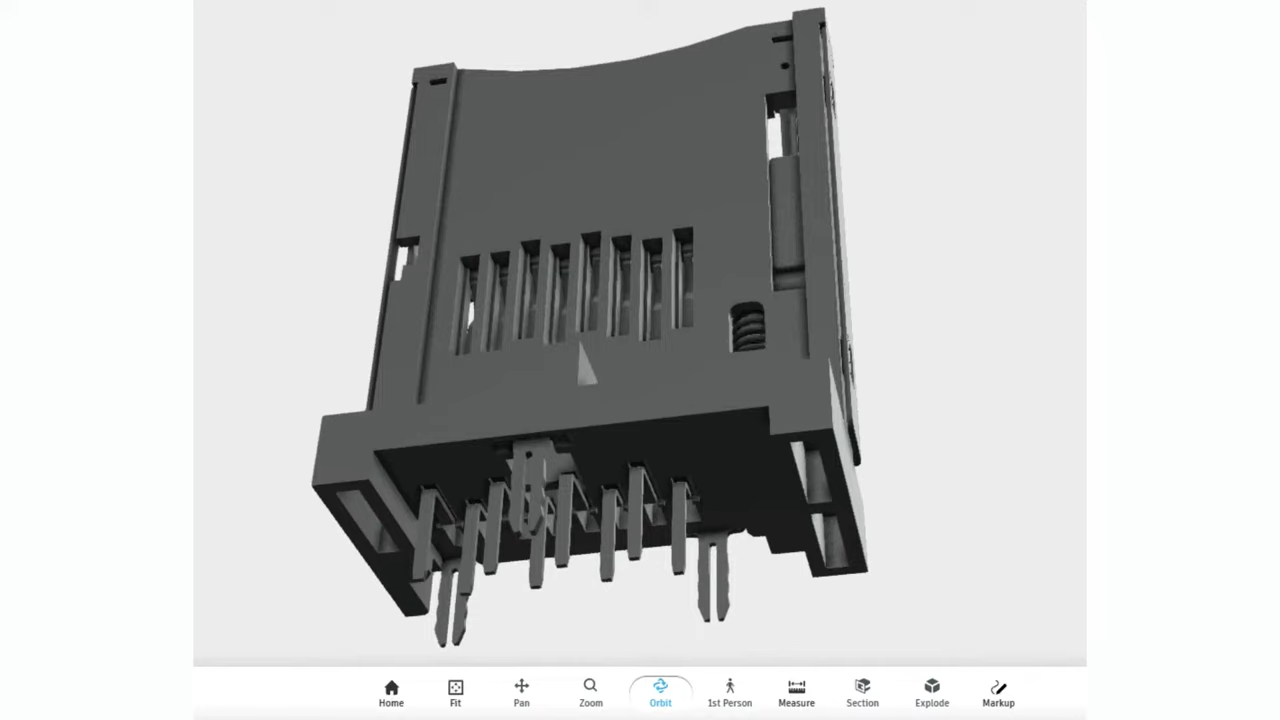 Home
Fit
Pan
Zoom
Orbit
1st Person
Measure
Section
Explode
Markup